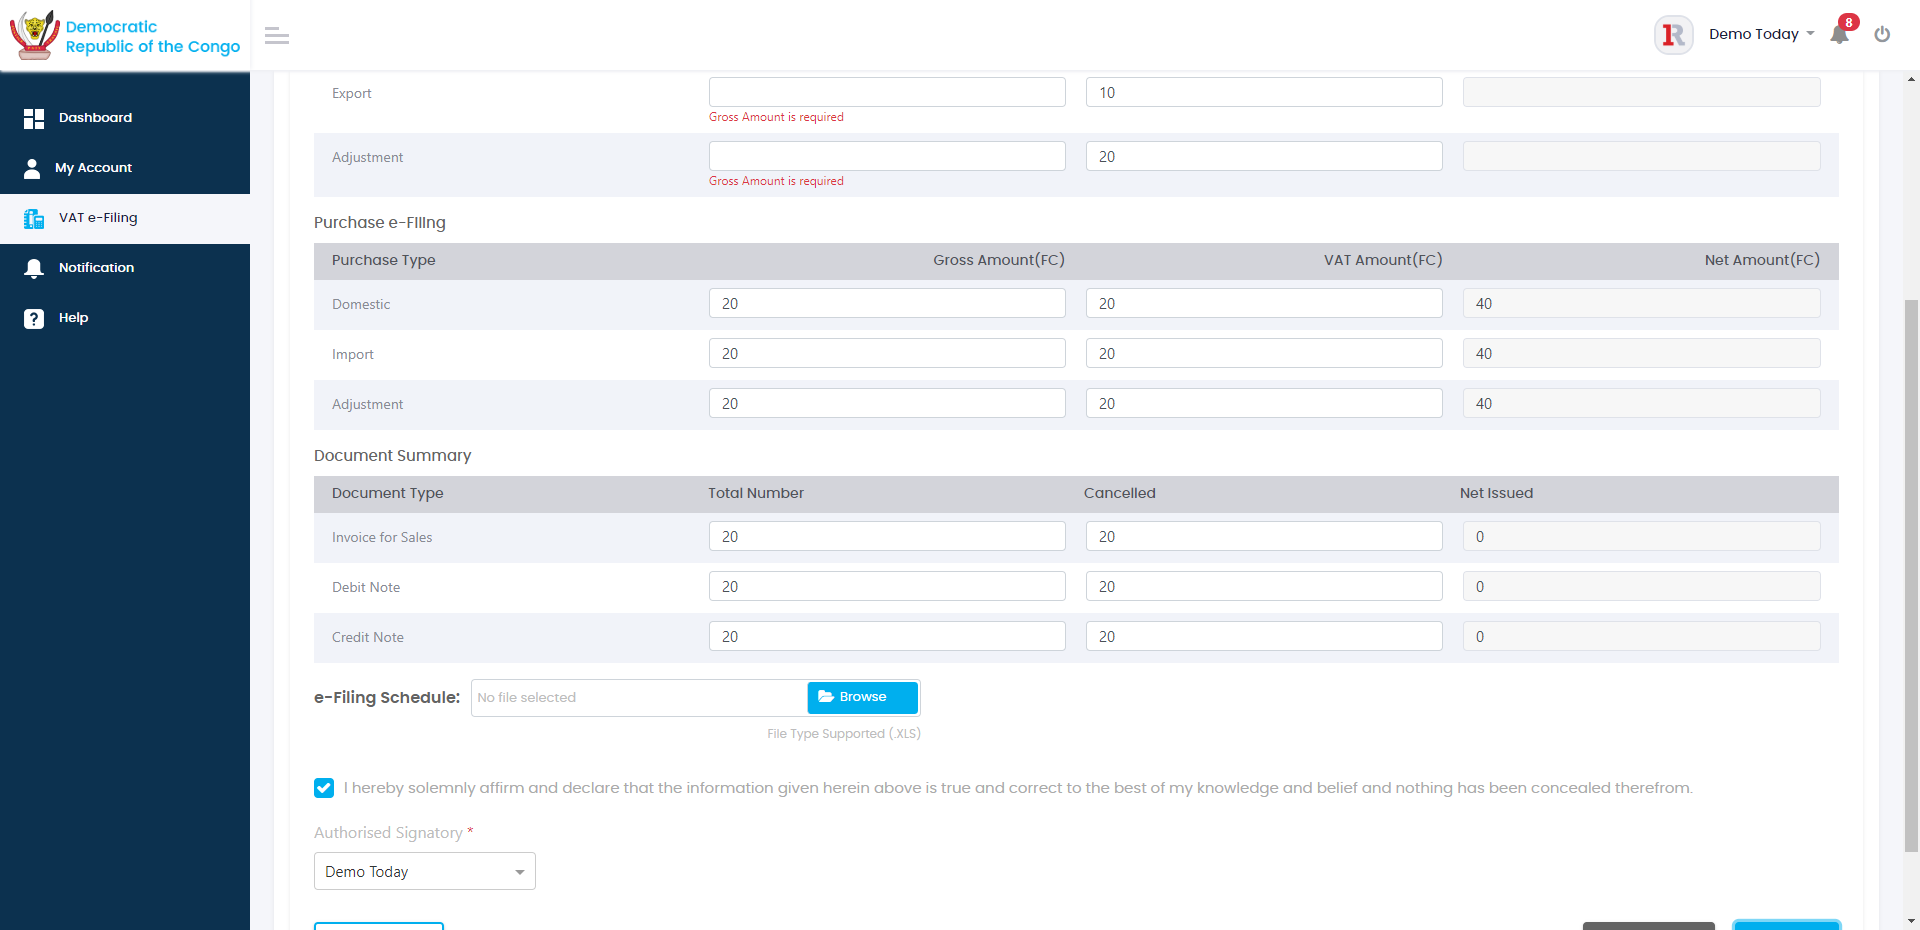 Democratic
Republic of the Congo
1R
Demo Today
8
Dashboard
My Account
VAT e-Filing
Notification
? Help
Export 10
Gross Amount is required
Adjustment 20
Gross Amount is required
Purchase e-Filing
Purchase Type Gross Amount(FC) VAT Amount(FC) Net Amount(FC)
Domestic 20 20 40
Import 20 20 40
Adjustment 20 20 40
Document Summary
Document Type Total Number Cancelled Net Issued
Invoice for Sales 20 20 0
Debit Note 20 20 0
Credit Note 20 20 0
e-Filing Schedule: No file selected Browse
File Type Supported (.XLS)
I hereby solemnly affirm and declare that the information given herein above is true and correct to the best of my knowledge and belief and nothing has been concealed therefrom.
Authorised Signatory *
Demo Today